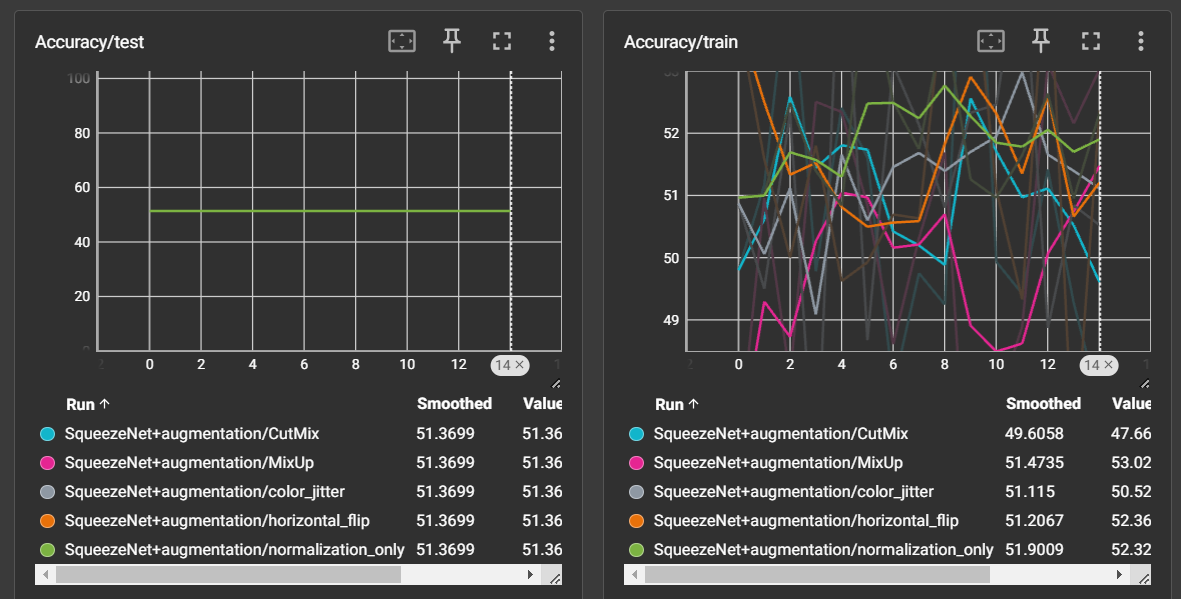 Accuracy/test
100
80
60
40
20
0 2 4 6 8 10 12 14 ×
Run ↑ Smoothed Value
SqueezeNet+augmentation/CutMix 51.3699 51.36
SqueezeNet+augmentation/MixUp 51.3699 51.36
SqueezeNet+augmentation/color_jitter 51.3699 51.36
SqueezeNet+augmentation/horizontal_flip 51.3699 51.36
SqueezeNet+augmentation/normalization_only 51.3699 51.36
Accuracy/train
52
51
50
49
0 2 4 6 8 10 12 14 ×
Run ↑ Smoothed Value
SqueezeNet+augmentation/CutMix 49.6058 47.66
SqueezeNet+augmentation/MixUp 51.4735 53.02
SqueezeNet+augmentation/color_jitter 51.115 50.52
SqueezeNet+augmentation/horizontal_flip 51.2067 52.36
SqueezeNet+augmentation/normalization_only 51.9009 52.32